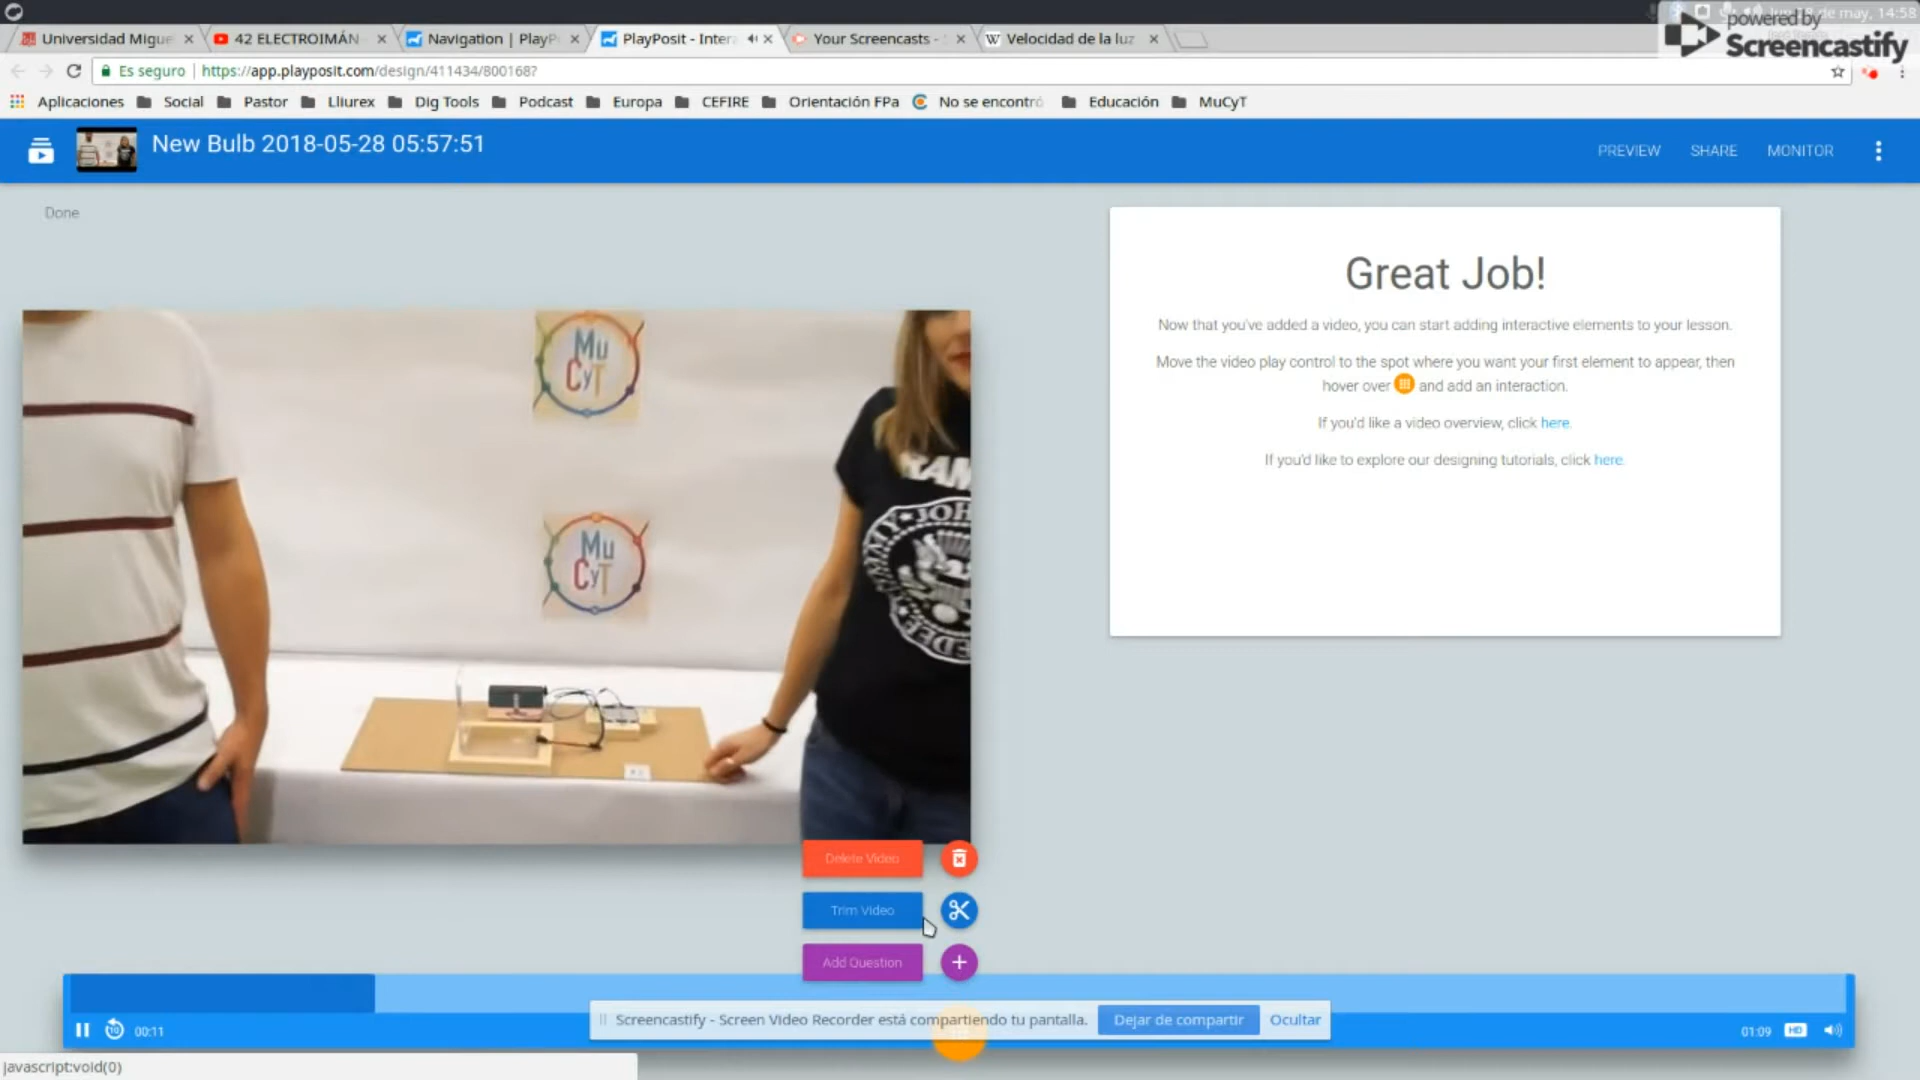 de may, 14:58
powered by
Screencastify
Universidad Migue
42 ELECTROIMÁN
Navigation | PlayP
PlayPosit - Inter
Your Screencasts -
Velocidad de la luz
Es seguro
https://app.playposit.com/design/411434/800168?
Aplicaciones
Social
Pastor
Lliurex
Dig Tools
Podcast
Europa
CEFIRE
Orientación FPa
No se encontró
Educación
MuCyT
New Bulb 2018-05-28 05:57:51
PREVIEW
SHARE
MONITOR
Done
Great Job!
Now that you've added a video, you can start adding interactive elements to your lesson.
Move the video play control to the spot where you want your first element to appear, then
hover over and add an interaction.
If you'd like a video overview, click here.
If you'd like to explore our designing tutorials, click here.
Mu
CyT
Mu
CyT
Delete Video
Trim Video
Add Question
Screencastify - Screen Video Recorder está compartiendo tu pantalla.
Dejar de compartir
Ocultar
10
00:11
01:09
HD
javascript:void(0)